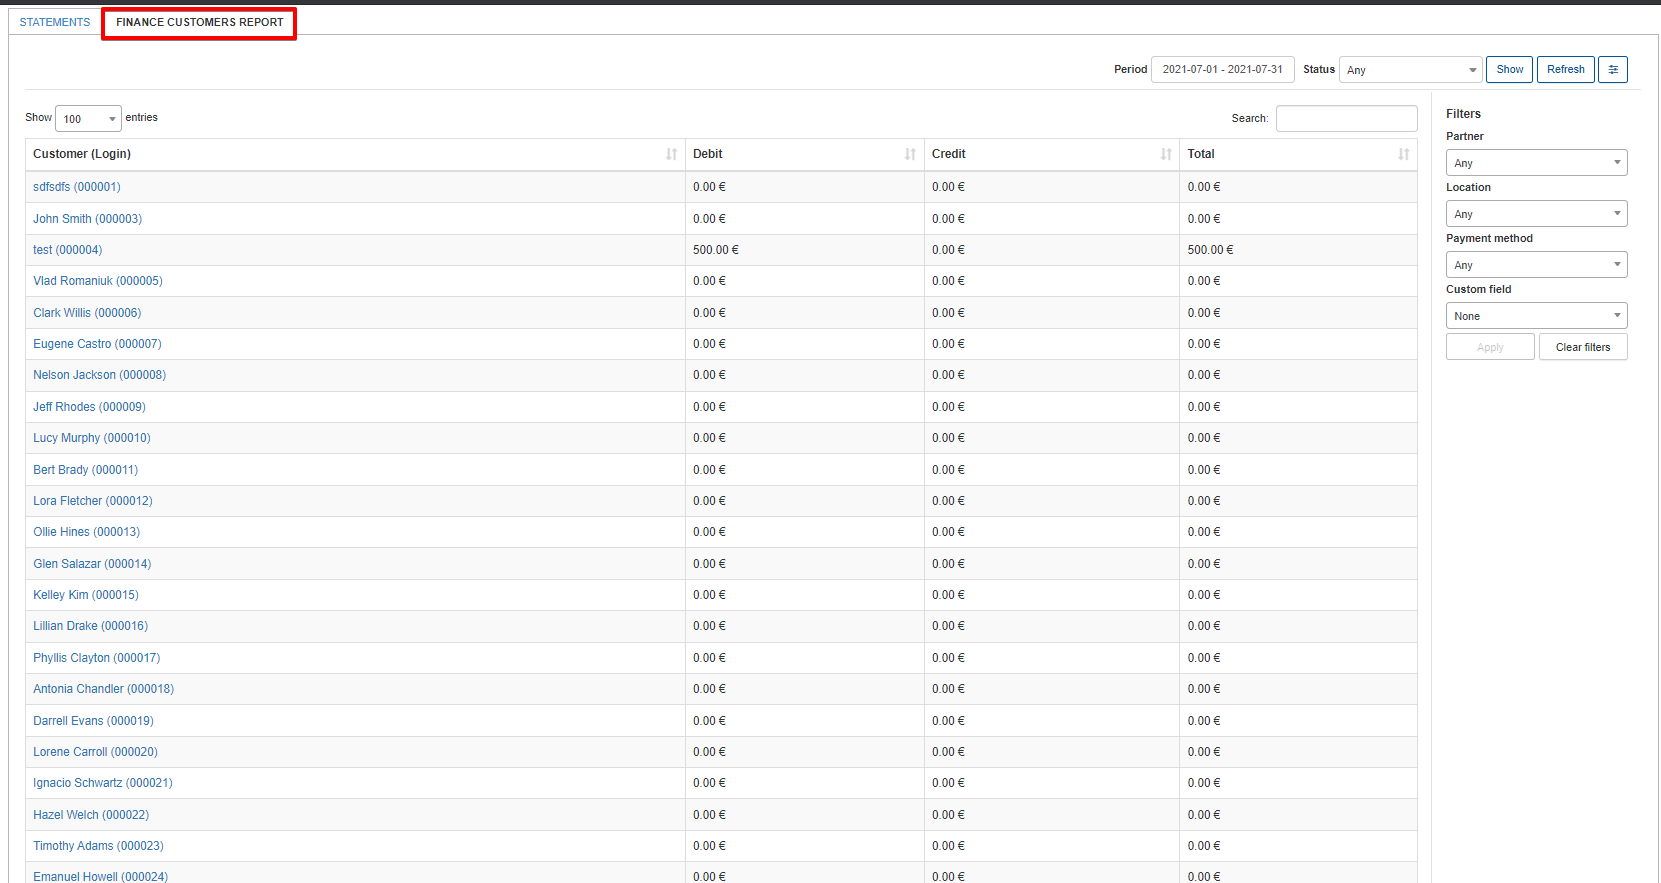 STATEMENTS FINANCE CUSTOMERS REPORT
Period 2021-07-01 - 2021-07-31 Status Any Show Refresh
Show 100 entries Search:
Customer (Login) Debit Credit Total
sdfsdfs (000001) 0.00 € 0.00 € 0.00 €
John Smith (000003) 0.00 € 0.00 € 0.00 €
test (000004) 500.00 € 0.00 € 500.00 €
Vlad Romaniuk (000005) 0.00 € 0.00 € 0.00 €
Clark Willis (000006) 0.00 € 0.00 € 0.00 €
Eugene Castro (000007) 0.00 € 0.00 € 0.00 €
Nelson Jackson (000008) 0.00 € 0.00 € 0.00 €
Jeff Rhodes (000009) 0.00 € 0.00 € 0.00 €
Lucy Murphy (000010) 0.00 € 0.00 € 0.00 €
Bert Brady (000011) 0.00 € 0.00 € 0.00 €
Lora Fletcher (000012) 0.00 € 0.00 € 0.00 €
Ollie Hines (000013) 0.00 € 0.00 € 0.00 €
Glen Salazar (000014) 0.00 € 0.00 € 0.00 €
Kelley Kim (000015) 0.00 € 0.00 € 0.00 €
Lillian Drake (000016) 0.00 € 0.00 € 0.00 €
Phyllis Clayton (000017) 0.00 € 0.00 € 0.00 €
Antonia Chandler (000018) 0.00 € 0.00 € 0.00 €
Darrell Evans (000019) 0.00 € 0.00 € 0.00 €
Lorene Carroll (000020) 0.00 € 0.00 € 0.00 €
Ignacio Schwartz (000021) 0.00 € 0.00 € 0.00 €
Hazel Welch (000022) 0.00 € 0.00 € 0.00 €
Timothy Adams (000023) 0.00 € 0.00 € 0.00 €
Emanuel Howell (000024) 0.00 € 0.00 € 0.00 €
Filters
Partner
Any
Location
Any
Payment method
Any
Custom field
None
Apply Clear filters